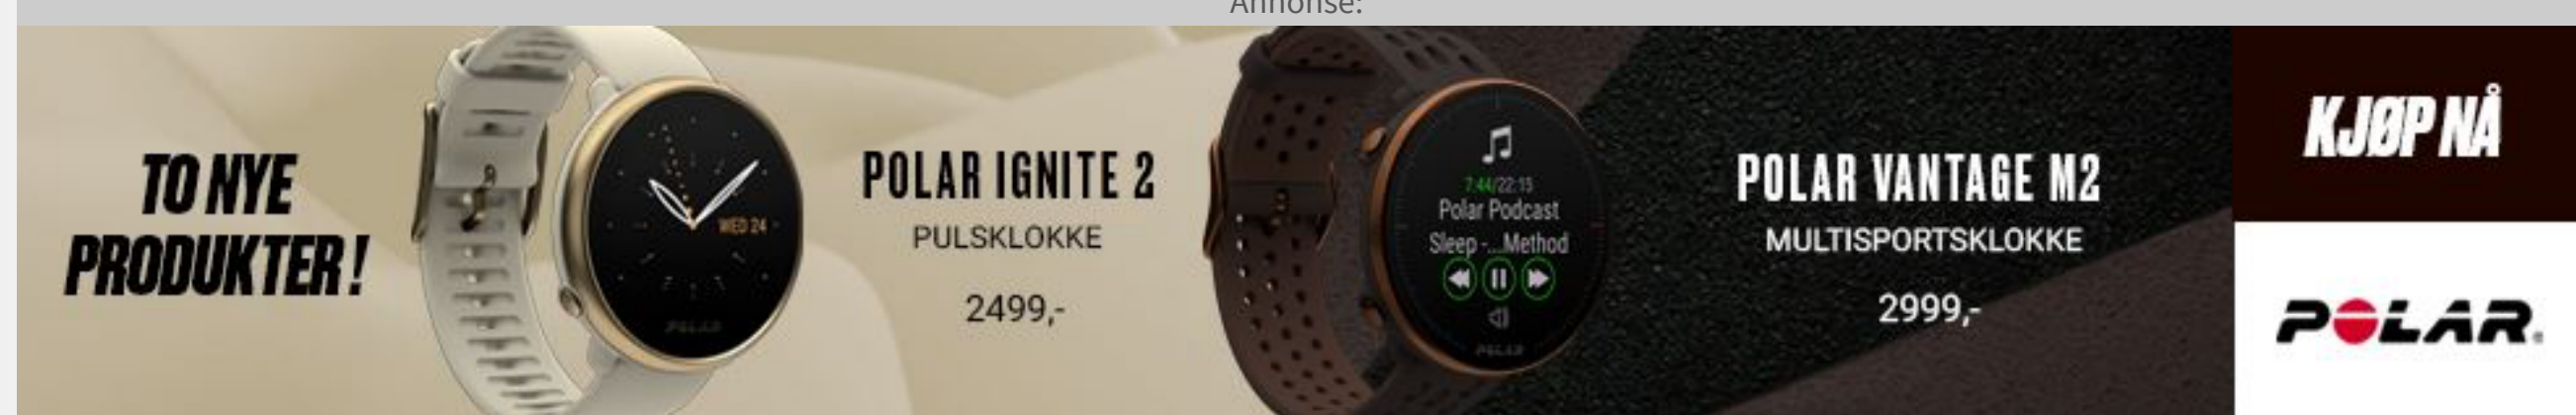 Annonse:
TO NYE
PRODUKTER!
WED 24
POLAR
POLAR IGNITE 2
PULSKLOKKE
2499,-
7:44/22:15
Polar Podcast
Sleep -...Method
POLAR
POLAR VANTAGE M2
MULTISPORTSKLOKKE
2999,-
KJØP NÅ
POLAR®